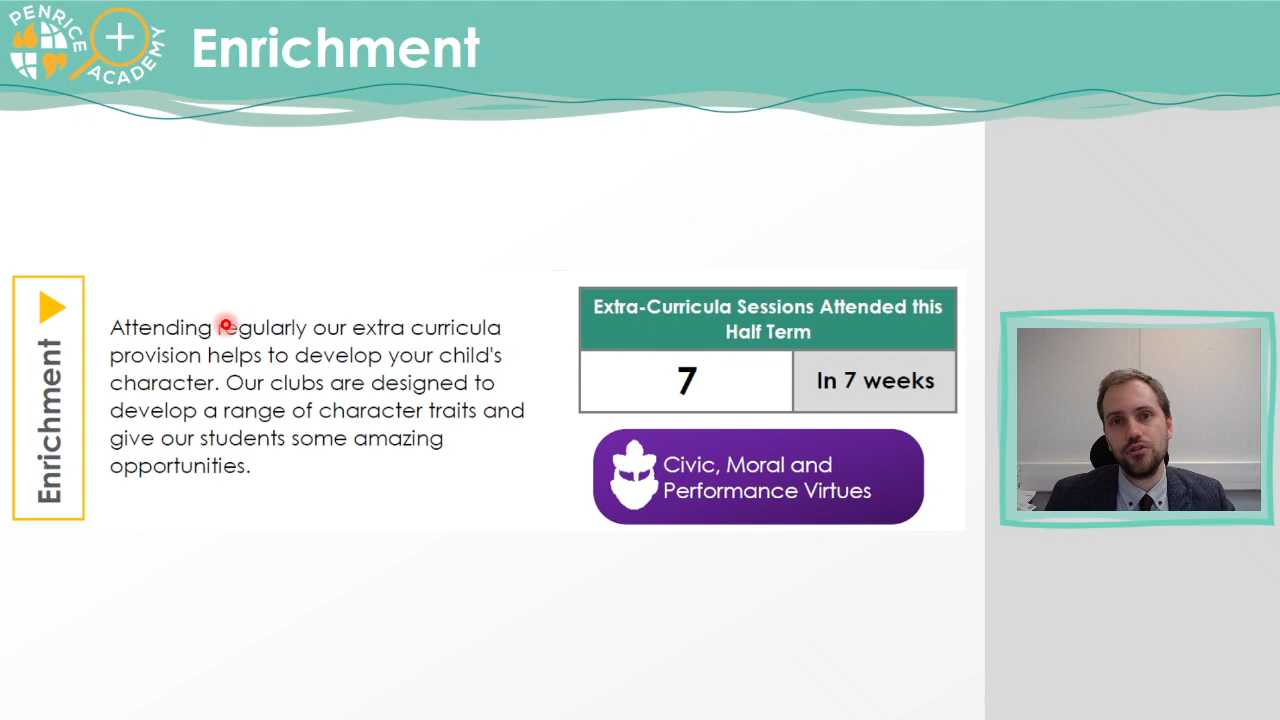 PENRICE
ACADEMY
Enrichment
Enrichment
Attending regularly our extra curricula
provision helps to develop your child's
character. Our clubs are designed to
develop a range of character traits and
give our students some amazing
opportunities.
Extra-Curricula Sessions Attended this
Half Term
7
In 7 weeks
Civic, Moral and
Performance Virtues